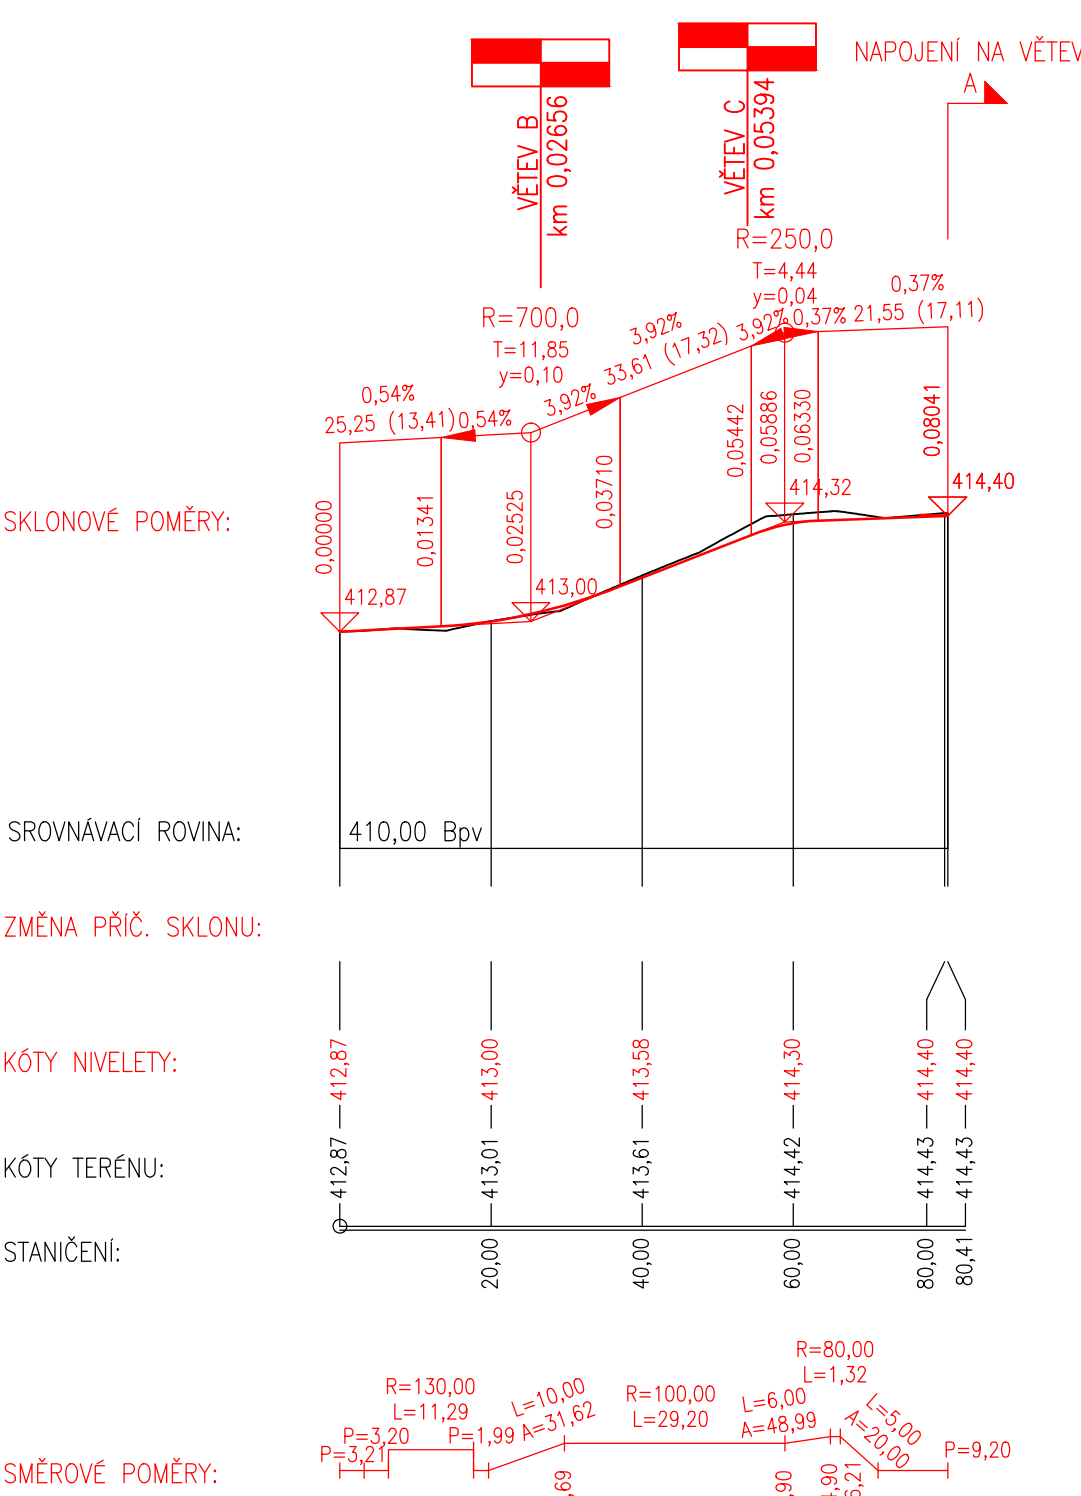 NAPOJENÍ NA VĚTEV
A
VĚTEV B
km 0,02656
VĚTEV C
km 0,05394
R=250,0
T=4,44
y=0,04
R=700,0
T=11,85
y=0,10
0,54%
25,25 (13,41)
0,54%
3,92%
3,92%
33,61 (17,32)
3,92%
0,37%
0,37%
21,55 (17,11)
SKLONOVÉ POMĚRY:
0,00000
0,01341
0,02525
0,03710
0,05442
0,05886
0,06330
0,08041
412,87
413,00
414,32
414,40
SROVNÁVACÍ ROVINA:
410,00 Bpv
ZMĚNA PŘÍČ. SKLONU:
KÓTY NIVELETY:
412,87
413,00
413,58
414,30
414,40
414,40
KÓTY TERÉNU:
412,87
413,01
413,61
414,42
414,43
414,43
STANIČENÍ:
20,00
40,00
60,00
80,00
80,41
SMĚROVÉ POMĚRY:
P=3,21
P=3,20
R=130,00
L=11,29
P=1,99
L=10,00
A=31,62
R=100,00
L=29,20
L=6,00
A=48,99
R=80,00
L=1,32
L=5,00
A=20,00
P=9,20